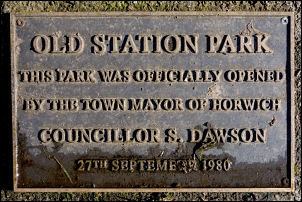 OLD STATION PARK
THIS PARK WAS OFFICIALLY OPENED
BY THE TOWN MAYOR OF HORWICH
COUNCILLOR S. DAWSON
27TH SEPTEMBER 1980